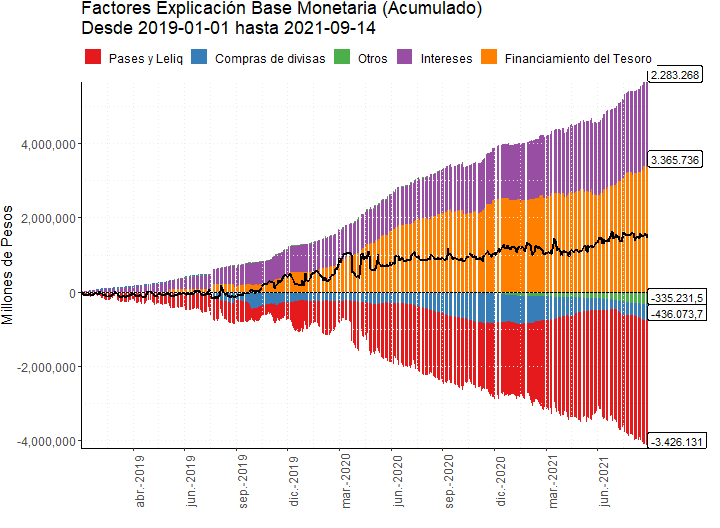 Factores Explicación Base Monetaria (Acumulado)
Desde 2019-01-01 hasta 2021-09-14
Pases y Leliq
Compras de divisas
Otros
Intereses
Financiamiento del Tesoro
Millones de Pesos
4,000,000
2,000,000
0
-2,000,000
-4,000,000
2.283.268
3.365.736
-335.231,5
-436.073,7
-3.426.131
abr.-2019
jun.-2019
sep.-2019
dic.-2019
mar.-2020
jun.-2020
sep.-2020
dic.-2020
mar.-2021
jun.-2021